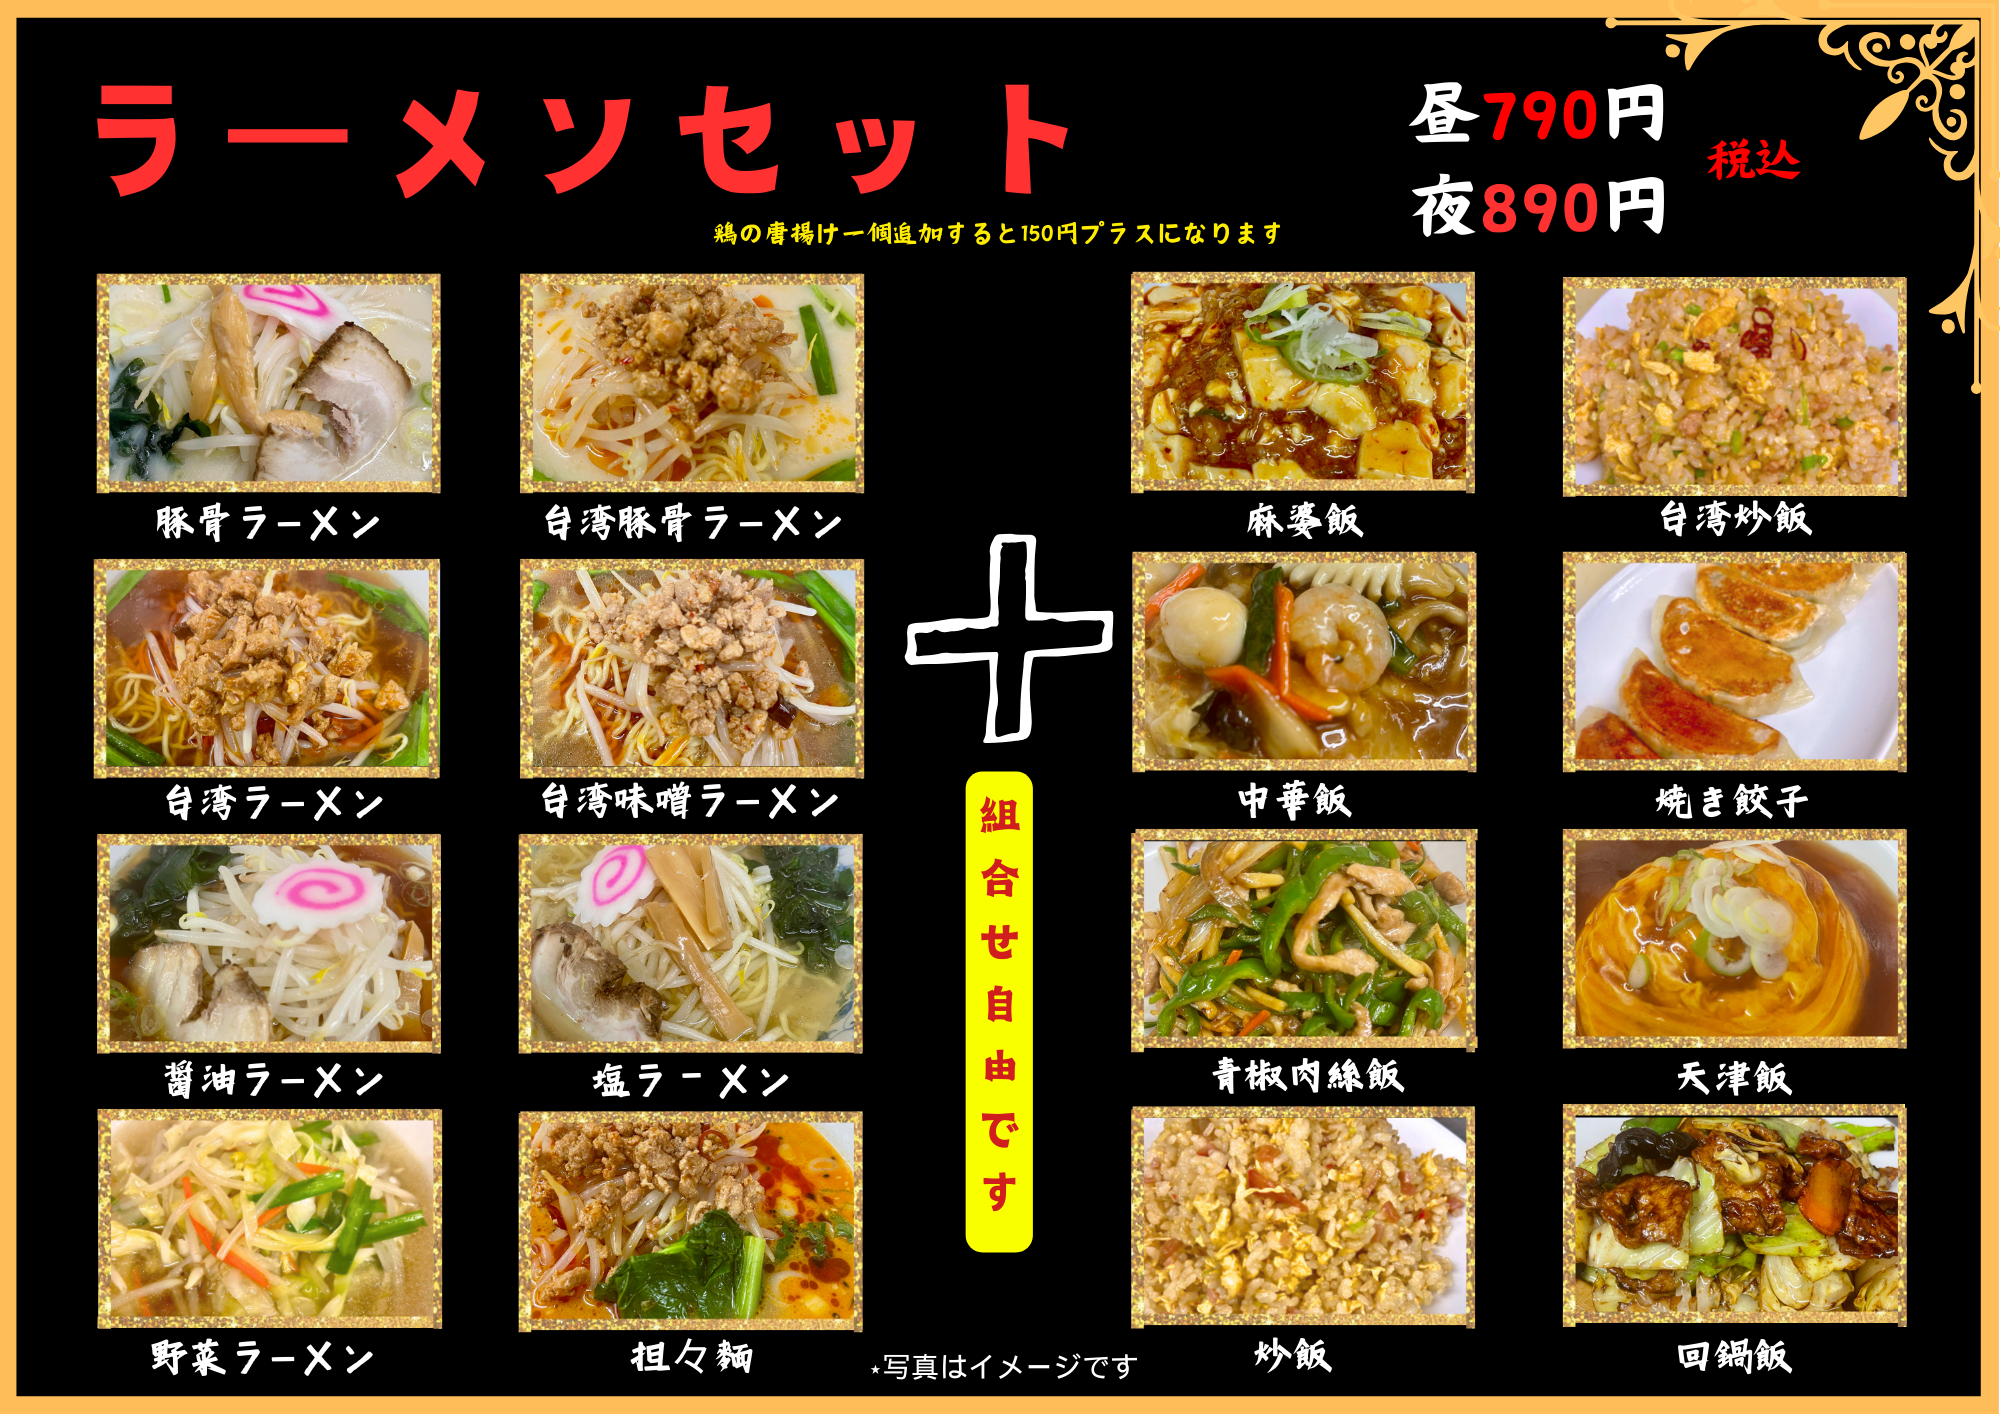 ラーメンセット
昼790円
夜890円
税込
鶏の唐揚げ一個追加すると150円プラスになります
豚骨ラーメン
台湾豚骨ラーメン
台湾ラーメン
台湾味噌ラーメン
醤油ラーメン
塩ラーメン
野菜ラーメン
担々麺
組合せ自由です
麻婆飯
台湾炒飯
中華飯
焼き餃子
青椒肉絲飯
天津飯
炒飯
回鍋飯
⋆写真はイメージです